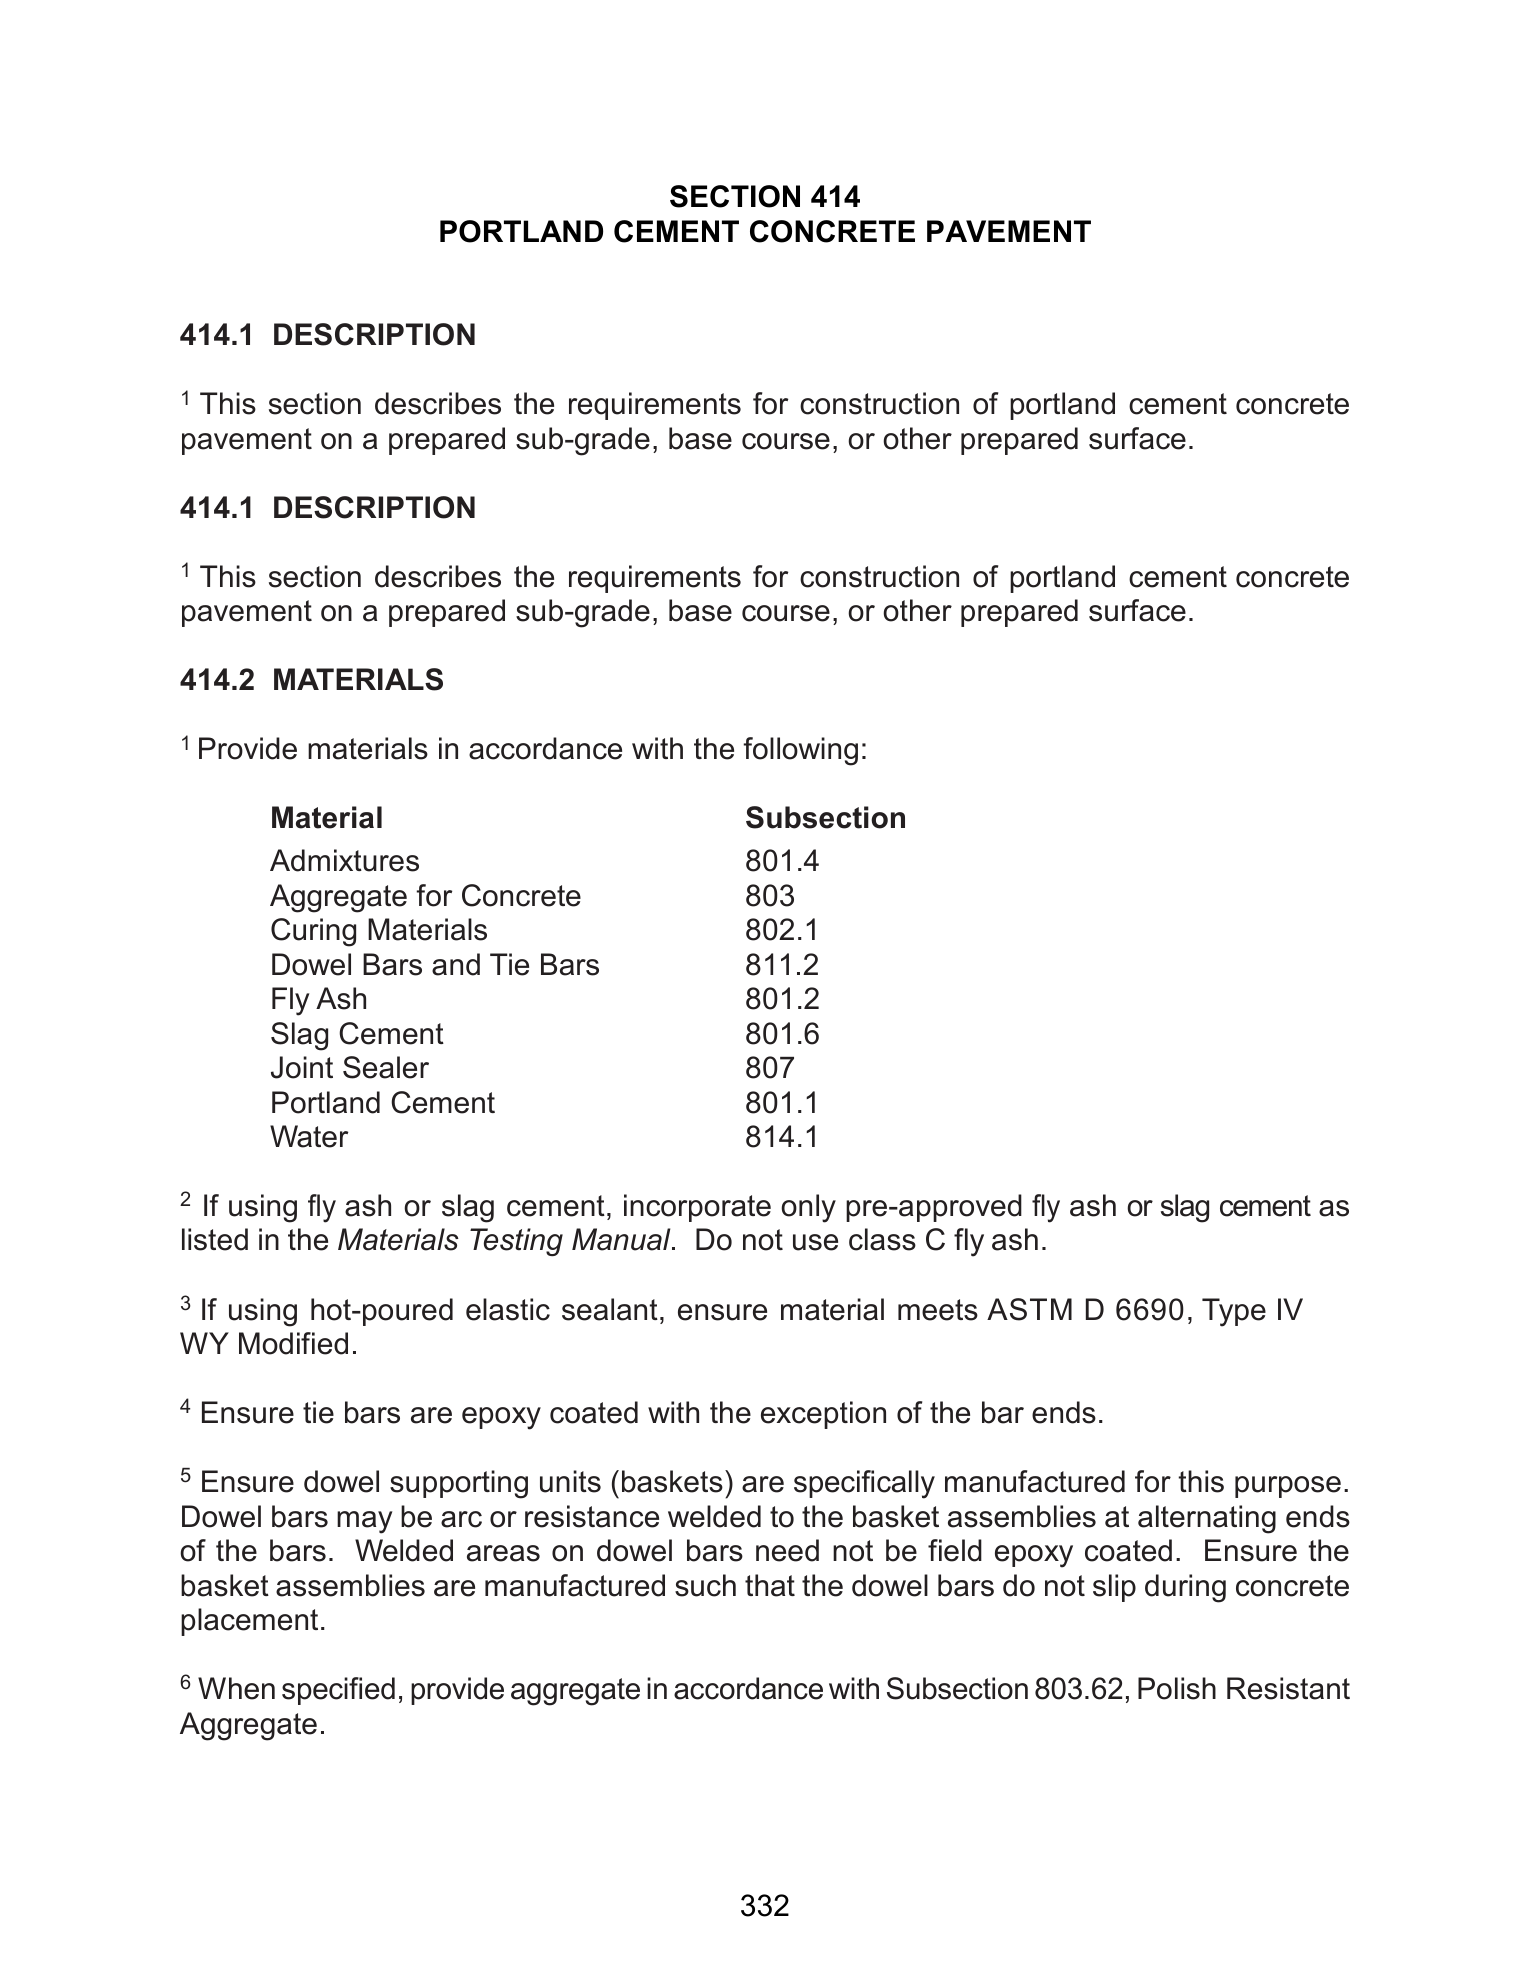 SECTION 414
PORTLAND CEMENT CONCRETE PAVEMENT
414.1 DESCRIPTION
1 This section describes the requirements for construction of portland cement concrete
pavement on a prepared sub-grade, base course, or other prepared surface.
414.1 DESCRIPTION
1 This section describes the requirements for construction of portland cement concrete
pavement on a prepared sub-grade, base course, or other prepared surface.
414.2 MATERIALS
1 Provide materials in accordance with the following:
Material Subsection
Admixtures 801.4
Aggregate for Concrete 803
Curing Materials 802.1
Dowel Bars and Tie Bars 811.2
Fly Ash 801.2
Slag Cement 801.6
Joint Sealer 807
Portland Cement 801.1
Water 814.1
2 If using fly ash or slag cement, incorporate only pre-approved fly ash or slag cement as
listed in the Materials Testing Manual. Do not use class C fly ash.
3 If using hot-poured elastic sealant, ensure material meets ASTM D 6690, Type IV
WY Modified.
4 Ensure tie bars are epoxy coated with the exception of the bar ends.
5 Ensure dowel supporting units (baskets) are specifically manufactured for this purpose.
Dowel bars may be arc or resistance welded to the basket assemblies at alternating ends
of the bars. Welded areas on dowel bars need not be field epoxy coated. Ensure the
basket assemblies are manufactured such that the dowel bars do not slip during concrete
placement.
6 When specified, provide aggregate in accordance with Subsection 803.62, Polish Resistant
Aggregate.
332